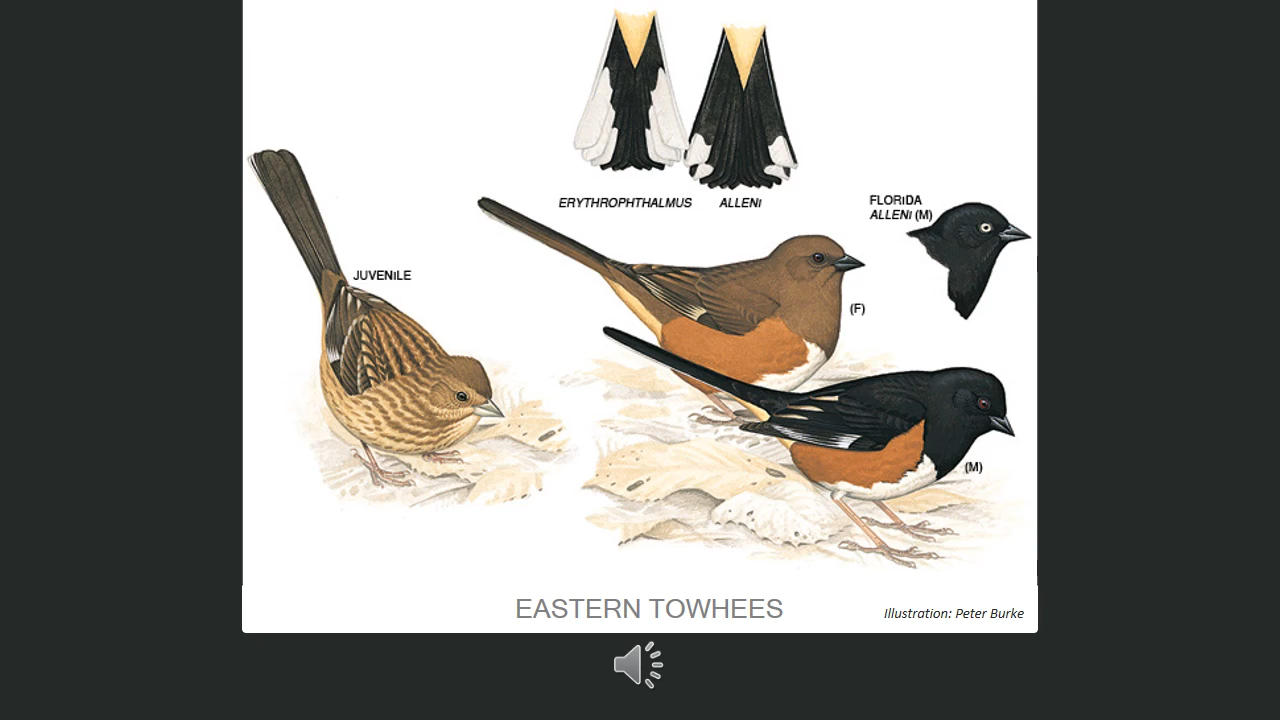 ERYTHROPHTHALMUS
ALLENI
FLORIDA
ALLENI (M)
JUVENILE
(F)
(M)
EASTERN TOWHEES
Illustration: Peter Burke